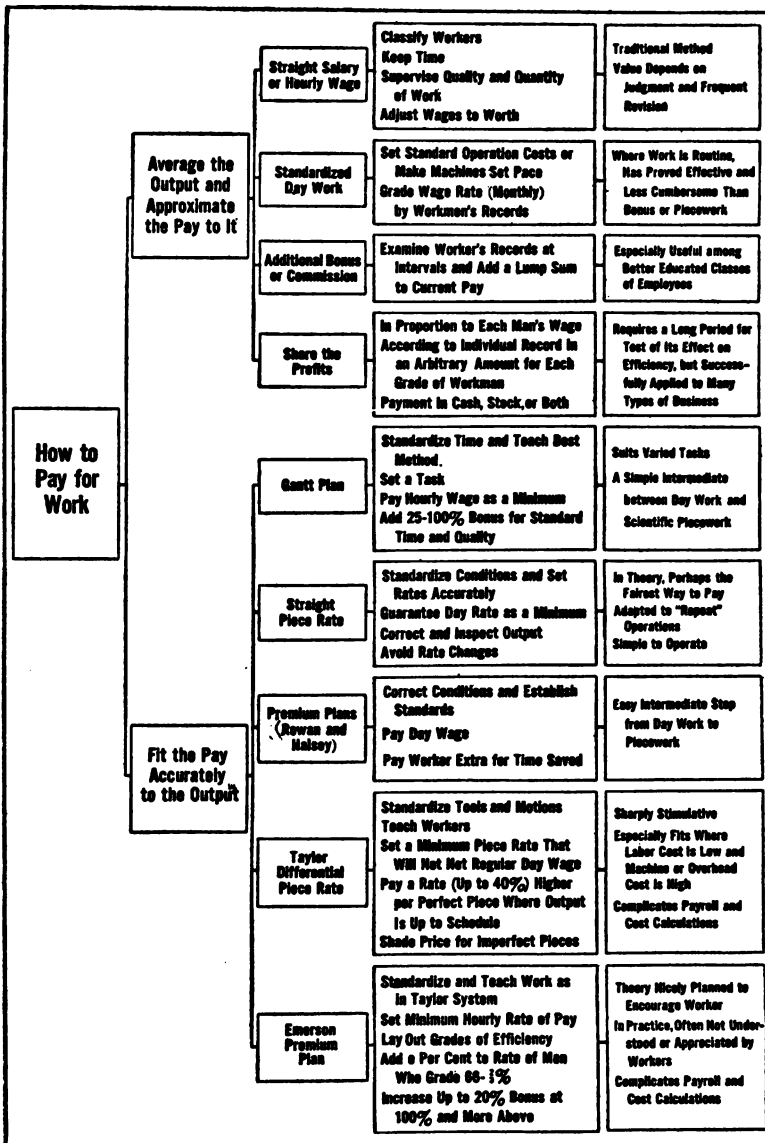 How to
Pay for
Work
Average the
Output and
Approximate
the Pay to It
Straight Salary
or Hourly Wage
Classify Workers
Keep Time
Supervise Quality and Quantity
of Work
Adjust Wages to Worth
Traditional Method
Value Depends on
Judgment and Frequent
Revision
Standardized
Day Work
Set Standard Operation Costs or
Make Machines Set Pace
Grade Wage Rate (Monthly)
by Workmen's Records
Where Work Is Routine,
Has Proved Effective and
Less Cumbersome Than
Bonus or Piecework
Additional Bonus
or Commission
Examine Worker's Records at
Intervals and Add a Lump Sum
to Current Pay
Especially Useful among
Better Educated Classes
of Employees
Share the
Profits
In Proportion to Each Man's Wage
According to Individual Record in
an Arbitrary Amount for Each
Grade of Workman
Payment in Cash, Stock, or Both
Requires a Long Period for
Test of Its Effect on
Efficiency, but Success-
fully Applied to Many
Types of Business
Fit the Pay
Accurately
to the Output
Gantt Plan
Standardize Time and Teach Best
Method.
Set a Task
Pay Hourly Wage as a Minimum
Add 25-100% Bonus for Standard
Time and Quality
Suits Varied Tasks
A Simple Intermediate
between Day Work and
Scientific Piecework
Straight
Piece Rate
Standardize Conditions and Set
Rates Accurately
Guarantee Day Rate as a Minimum
Correct and Inspect Output
Avoid Rate Changes
In Theory, Perhaps the
Fairest Way to Pay
Adapted to "Repeat"
Operations
Simple to Operate
Premium Plans
(Rowan and
Halsey)
Correct Conditions and Establish
Standards
Pay Day Wage
Pay Worker Extra for Time Saved
Easy Intermediate Step
from Day Work to
Piecework
Taylor
Differential
Piece Rate
Standardize Tools and Motions
Teach Workers
Set a Minimum Piece Rate That
Will Not Net Regular Day Wage
Pay a Rate (Up to 40%) Higher
per Perfect Piece Where Output
Is Up to Schedule
Shade Price for Imperfect Pieces
Sharply Stimulative
Especially Fits Where
Labor Cost Is Low and
Machine or Overhead
Cost Is High
Complicates Payroll and
Cost Calculations
Emerson
Premium
Plan
Standardize and Teach Work as
in Taylor System
Set Minimum Hourly Rate of Pay
Lay Out Grades of Efficiency
Add a Per Cent to Rate of Men
Who Grade
Increase Up to 20% Bonus at
100% and More Above
Theory Nicely Planned to
Encourage Worker
In Practice, Often Not Under-
stood or Appreciated by
Workers
Complicates Payroll and
Cost Calculations